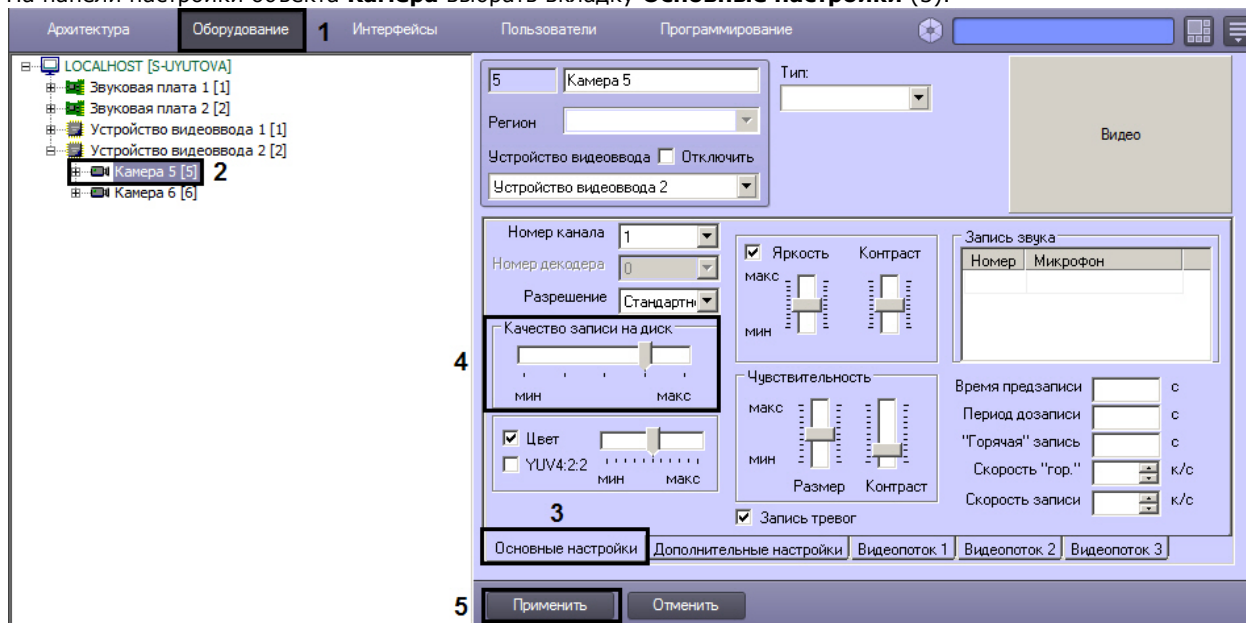 На панели настройки объекта Камера выбрать вкладку Основные настройки (3).
Архитектура Оборудование 1 Интерфейсы Пользователи Программирование
LOCALHOST [S-UYUTOVA]
Звуковая плата 1 [1]
Звуковая плата 2 [2]
Устройство видеоввода 1 [1]
Устройство видеоввода 2 [2]
Камера 5 [5] 2
Камера 6 [6]
5 Камера 5
Тип:
Регион
Устройство видеоввода Отключить
Устройство видеоввода 2
Видео
Номер канала 1
Номер декодера 0
Разрешение Стандартн
4
Качество записи на диск
мин макс
Цвет
YUV4:2:2
мин макс
3
Яркость Контраст
макс
мин
Чувствительность
макс
мин
Размер Контраст
Запись тревог
Запись звука
Номер Микрофон
Время предзаписи с
Период дозаписи с
"Горячая" запись с
Скорость "гор." к/с
Скорость записи к/с
Основные настройки Дополнительные настройки Видеопоток 1 Видеопоток 2 Видеопоток 3
5 Применить Отменить